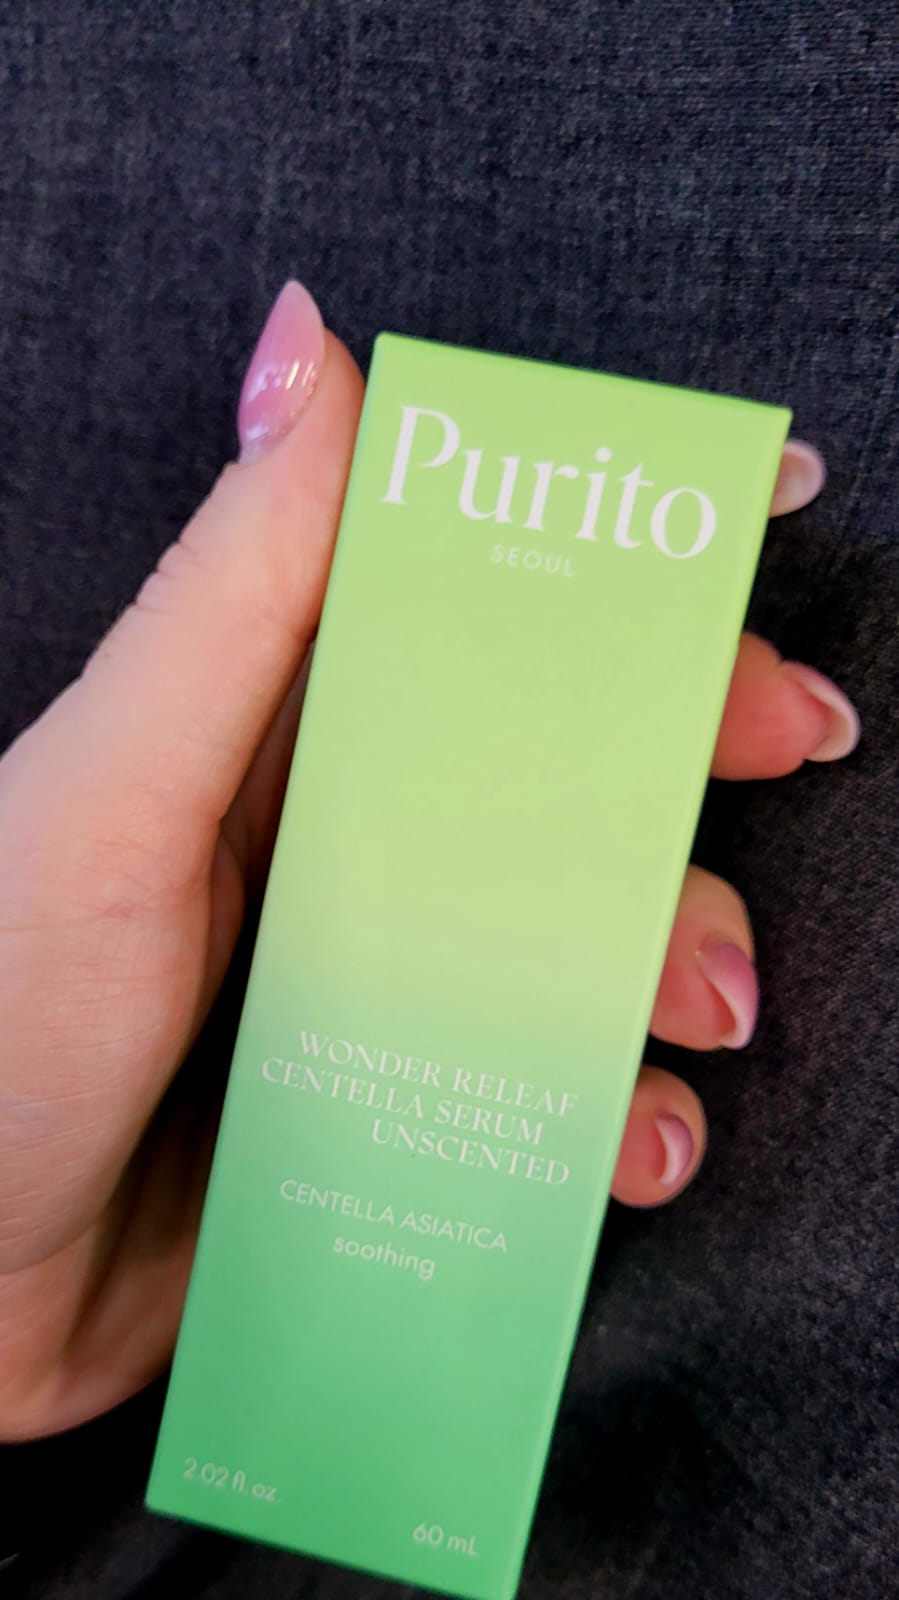 Purito
SEOUL
WONDER RELEAF
CENTELLA SERUM
UNSCENTED
CENTELLA ASIATICA
soothing
2.02 fl. oz.
60 mL